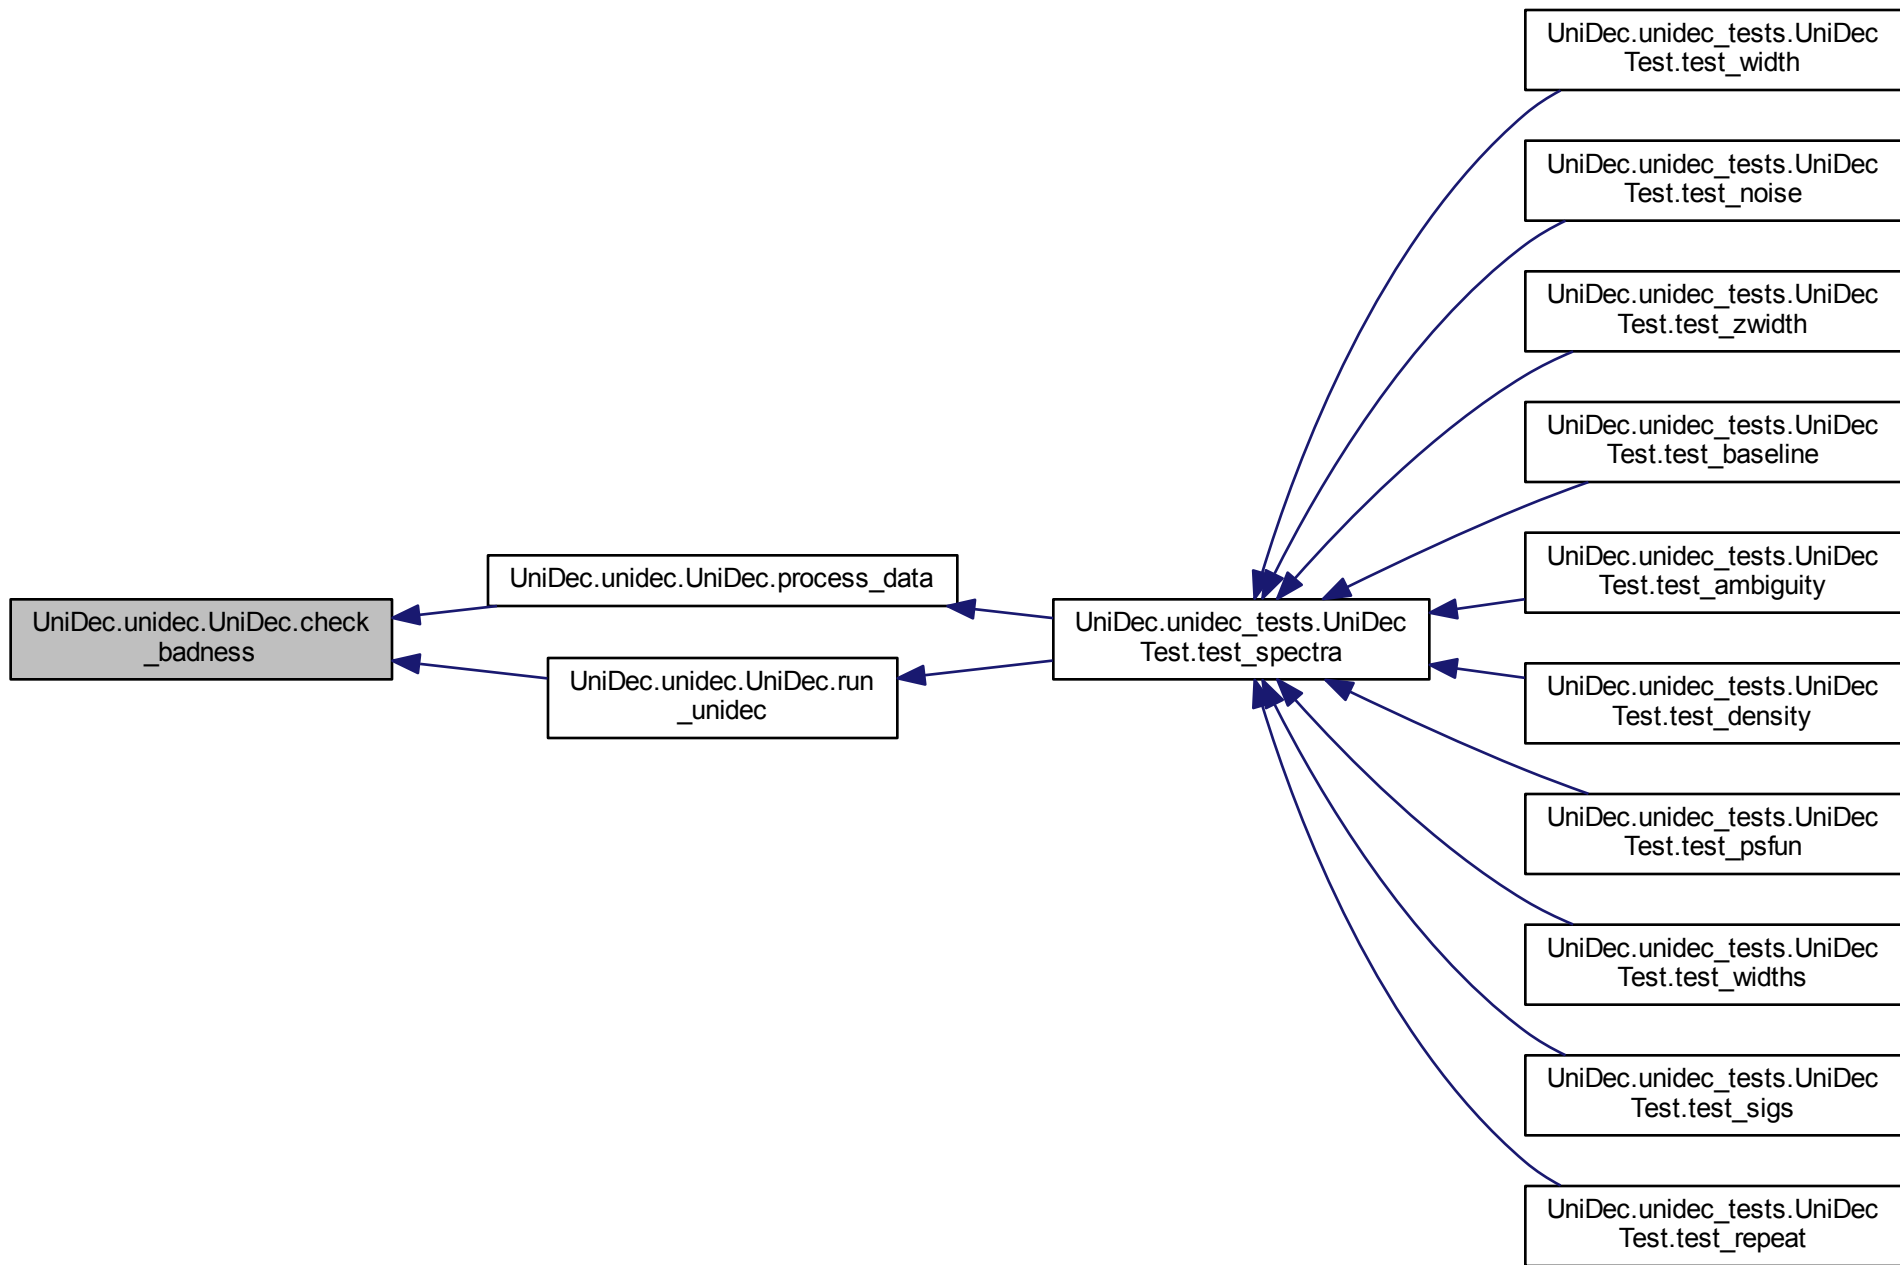 UniDec.unidec_tests.UniDec
Test.test_width
UniDec.unidec_tests.UniDec
Test.test_noise
UniDec.unidec_tests.UniDec
Test.test_zwidth
UniDec.unidec_tests.UniDec
Test.test_baseline
UniDec.unidec_tests.UniDec
Test.test_ambiguity
UniDec.unidec.UniDec.process_data
UniDec.unidec.UniDec.check
_badness
UniDec.unidec_tests.UniDec
Test.test_spectra
UniDec.unidec.UniDec.run
_unidec
UniDec.unidec_tests.UniDec
Test.test_density
UniDec.unidec_tests.UniDec
Test.test_psfun
UniDec.unidec_tests.UniDec
Test.test_widths
UniDec.unidec_tests.UniDec
Test.test_sigs
UniDec.unidec_tests.UniDec
Test.test_repeat